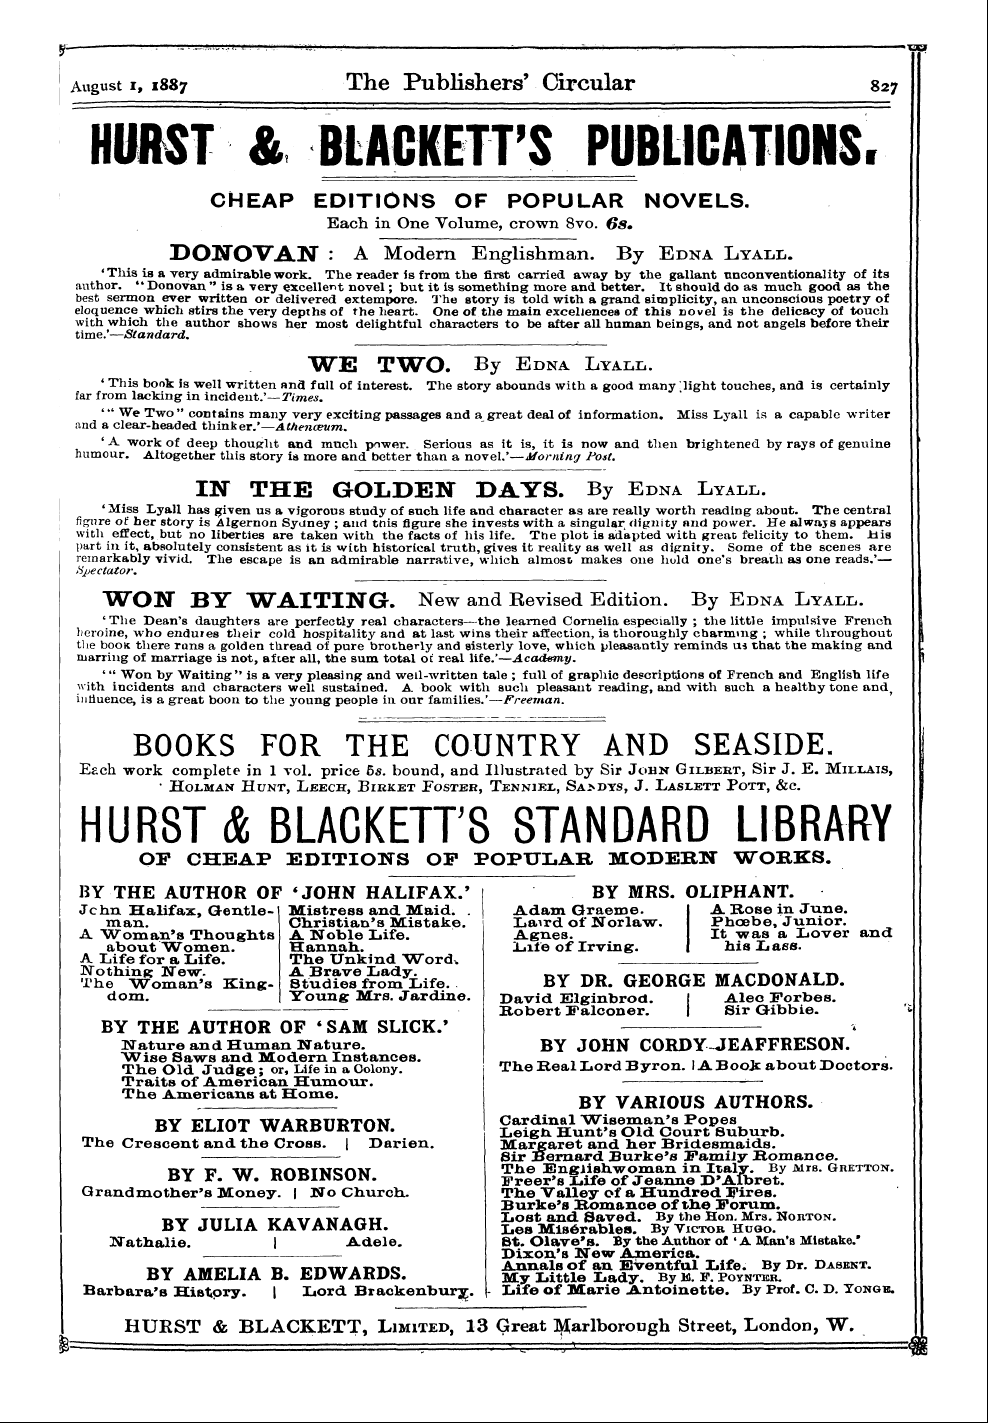 August 1, 1887 The Publishers' Circular 827
HURST & BLACKETT'S PUBLICATIONS.
CHEAP EDITIONS OF POPULAR NOVELS.
Each in One Volume, crown 8vo. 6s.
DONOVAN : A Modern Englishman. By EDNA LYALL.
'This is a very admirable work. The reader is from the first carried away by the gallant unconventionality of its
author. "Donovan" is a very excellent novel ; but it is something more and better. It should do as much good as the
best sermon ever written or delivered extempore. The story is told with a grand simplicity, an unconscious poetry of
eloquence which stirs the very depths of the heart. One of the main excellences of this novel is the delicacy of touch
with which the author shows her most delightful characters to be after all human beings, and not angels before their
time.'—Standard.
WE TWO. By EDNA LYALL.
'This book is well written and full of interest. The story abounds with a good many light touches, and is certainly
far from lacking in incident.'—Times.
'" We Two" contains many very exciting passages and a great deal of information. Miss Lyall is a capable writer
and a clear-headed thinker.'—Athenæum.
'A work of deep thought and much power. Serious as it is, it is now and then brightened by rays of genuine
humour. Altogether this story is more and better than a novel.'—Morning Post.
IN THE GOLDEN DAYS. By EDNA LYALL.
'Miss Lyall has given us a vigorous study of such life and character as are really worth reading about. The central
figure of her story is Algernon Sydney ; and this figure she invests with a singular dignity and power. He always appears
with effect, but no liberties are taken with the facts of his life. The plot is adapted with great felicity to them. His
part in it, absolutely consistent as it is with historical truth, gives it reality as well as dignity. Some of the scenes are
remarkably vivid. The escape is an admirable narrative, which almost makes one hold one's breath as one reads.'—
Spectator.
WON BY WAITING. New and Revised Edition. By EDNA LYALL.
'The Dean's daughters are perfectly real characters—the learned Cornelia especially ; the little impulsive French
heroine, who endures their cold hospitality and at last wins their affection, is thoroughly charming ; while throughout
the book there runs a golden thread of pure brotherly and sisterly love, which pleasantly reminds us that the making and
marring of marriage is not, after all, the sum total of real life.'—Academy.
'" Won by Waiting" is a very pleasing and well-written tale ; full of graphic descriptions of French and English life
with incidents and characters well sustained. A book with such pleasant reading, and with such a healthy tone and
influence, is a great boon to the young people in our families.'—Freeman.
BOOKS FOR THE COUNTRY AND SEASIDE.
Each work complete in 1 vol. price 5s. bound, and Illustrated by Sir JOHN GILBERT, Sir J. E. MILLAIS,
HOLMAN HUNT, LEECH, BIRKET FOSTER, TENNIEL, SANDYS, J. LASLETT POTT, &c.
HURST & BLACKETT'S STANDARD LIBRARY
OF CHEAP EDITIONS OF POPULAR MODERN WORKS.
BY THE AUTHOR OF 'JOHN HALIFAX.'
John Halifax, Gentle-
man.
A Woman's Thoughts
about Women.
A Life for a Life.
Nothing New.
The Woman's King-
dom.
Mistress and Maid.
Christian's Mistake.
A Noble Life.
Hannah.
The Unkind Word.
A Brave Lady.
Studies from Life.
Young Mrs. Jardine.
BY THE AUTHOR OF 'SAM SLICK.'
Nature and Human Nature.
Wise Saws and Modern Instances.
The Old Judge; or, Life in a Colony.
Traits of American Humour.
The Americans at Home.
BY ELIOT WARBURTON.
The Crescent and the Cross. | Darien.
BY F. W. ROBINSON.
Grandmother's Money. | No Church.
BY JULIA KAVANAGH.
Nathalie. | Adele.
BY AMELIA B. EDWARDS.
Barbara's History. | Lord Brackenbury.
BY MRS. OLIPHANT.
Adam Graeme.
Laird of Norlaw.
Agnes.
Life of Irving.
A Rose in June.
Phœbe, Junior.
It was a Lover and
his Lass.
BY DR. GEORGE MACDONALD.
David Elginbrod. | Alec Forbes.
Robert Falconer. | Sir Gibbie.
BY JOHN CORDY JEAFFRESON.
The Real Lord Byron. | A Book about Doctors.
BY VARIOUS AUTHORS.
Cardinal Wiseman's Popes
Leigh Hunt's Old Court Suburb.
Margaret and her Bridesmaids.
Sir Bernard Burke's Family Romance.
The Englishwoman in Italy. By Mrs. GRETTON.
Freer's Life of Jeanne D'Albret.
The Valley of a Hundred Fires.
Burke's Romance of the Forum.
Lost and Saved. By the Hon. Mrs. NORTON.
Les Misérables. By VICTOR HUGO.
St. Olave's. By the Author of 'A Man's Mistake.'
Dixon's New America.
Annals of an Eventful Life. By Dr. DASENT.
My Little Lady. By E. F. POYNTER.
Life of Marie Antoinette. By Prof. C. D. YONGE.
HURST & BLACKETT, LIMITED, 13 Great Marlborough Street, London, W.